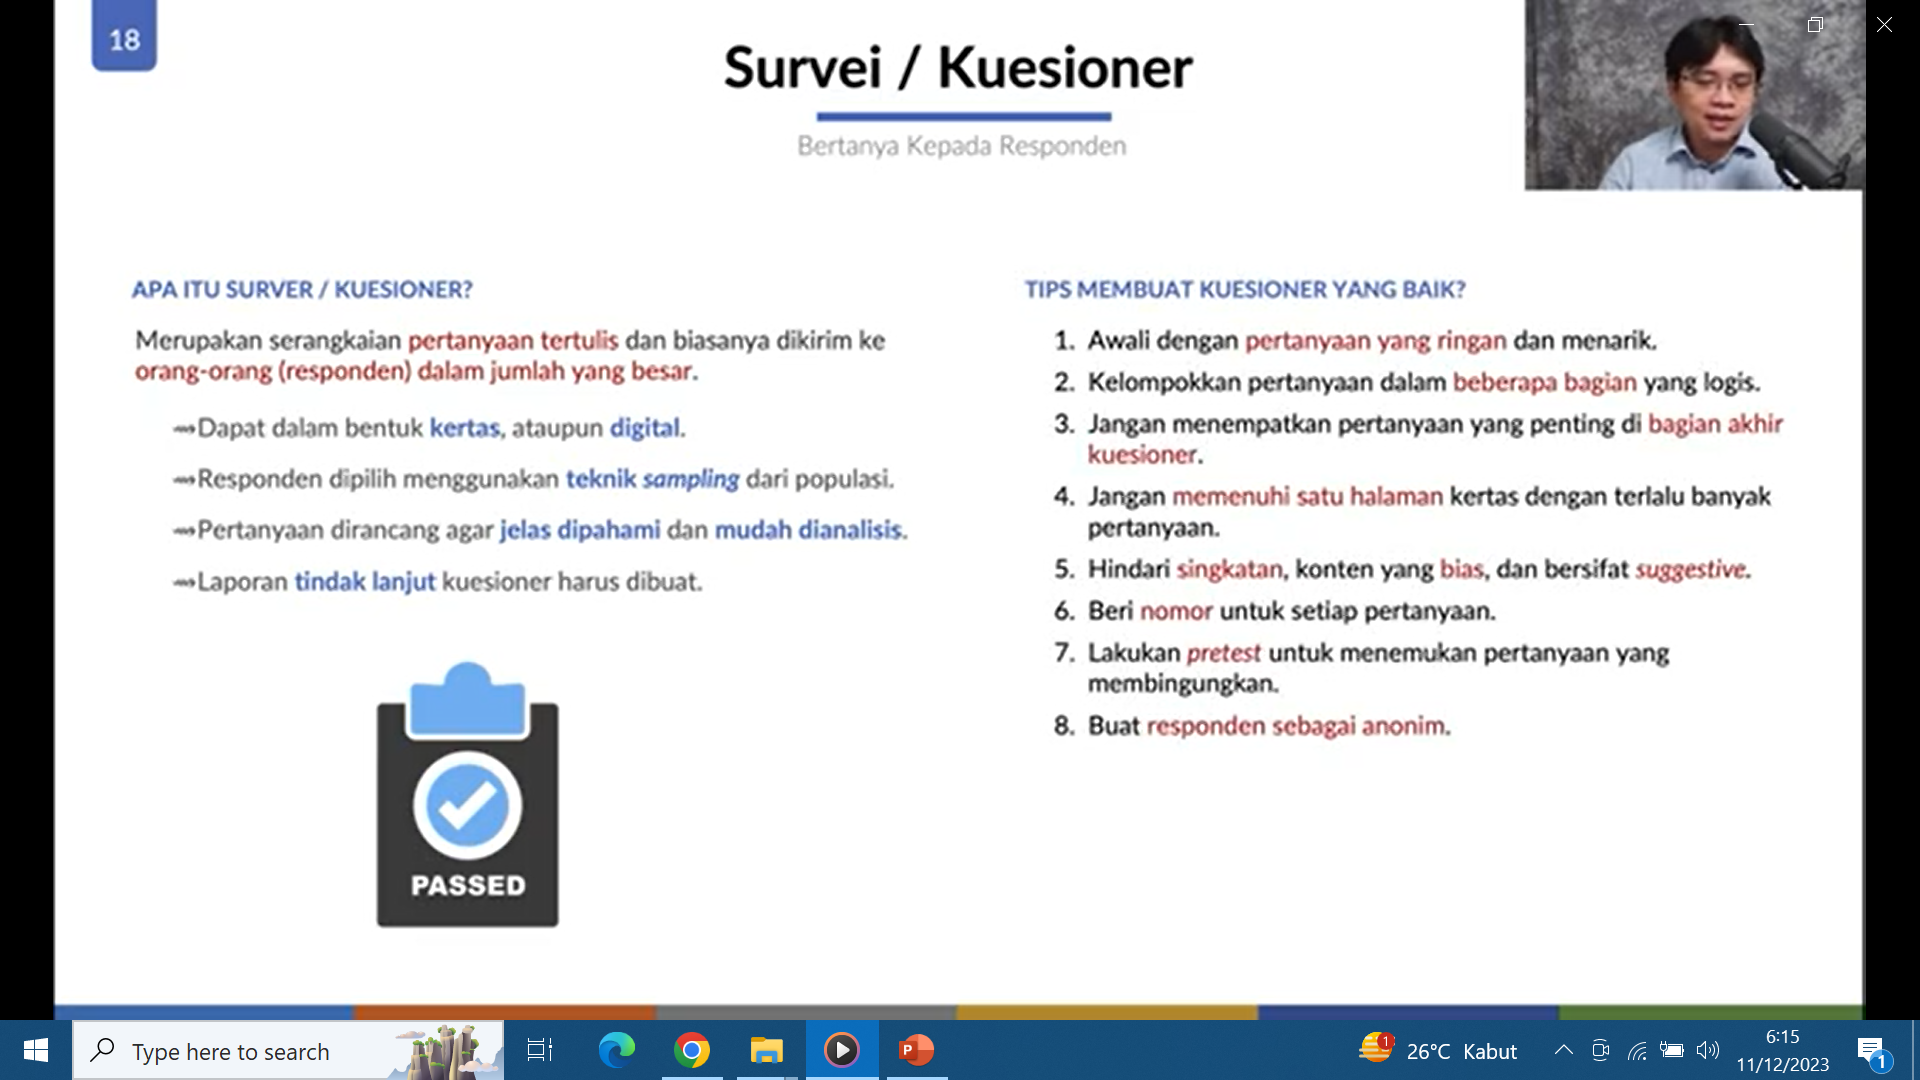 18
Survei / Kuesioner
Bertanya Kepada Responden
APA ITU SURVER / KUESIONER?
Merupakan serangkaian pertanyaan tertulis dan biasanya dikirim ke
orang-orang (responden) dalam jumlah yang besar.
⇝Dapat dalam bentuk kertas, ataupun digital.
⇝Responden dipilih menggunakan teknik sampling dari populasi.
⇝Pertanyaan dirancang agar jelas dipahami dan mudah dianalisis.
⇝Laporan tindak lanjut kuesioner harus dibuat.
PASSED
TIPS MEMBUAT KUESIONER YANG BAIK?
1. Awali dengan pertanyaan yang ringan dan menarik.
2. Kelompokkan pertanyaan dalam beberapa bagian yang logis.
3. Jangan menempatkan pertanyaan yang penting di bagian akhir
kuesioner.
4. Jangan memenuhi satu halaman kertas dengan terlalu banyak
pertanyaan.
5. Hindari singkatan, konten yang bias, dan bersifat suggestive.
6. Beri nomor untuk setiap pertanyaan.
7. Lakukan pretest untuk menemukan pertanyaan yang
membingungkan.
8. Buat responden sebagai anonim.
Type here to search
P
1
26°C Kabut
6:15
11/12/2023
1